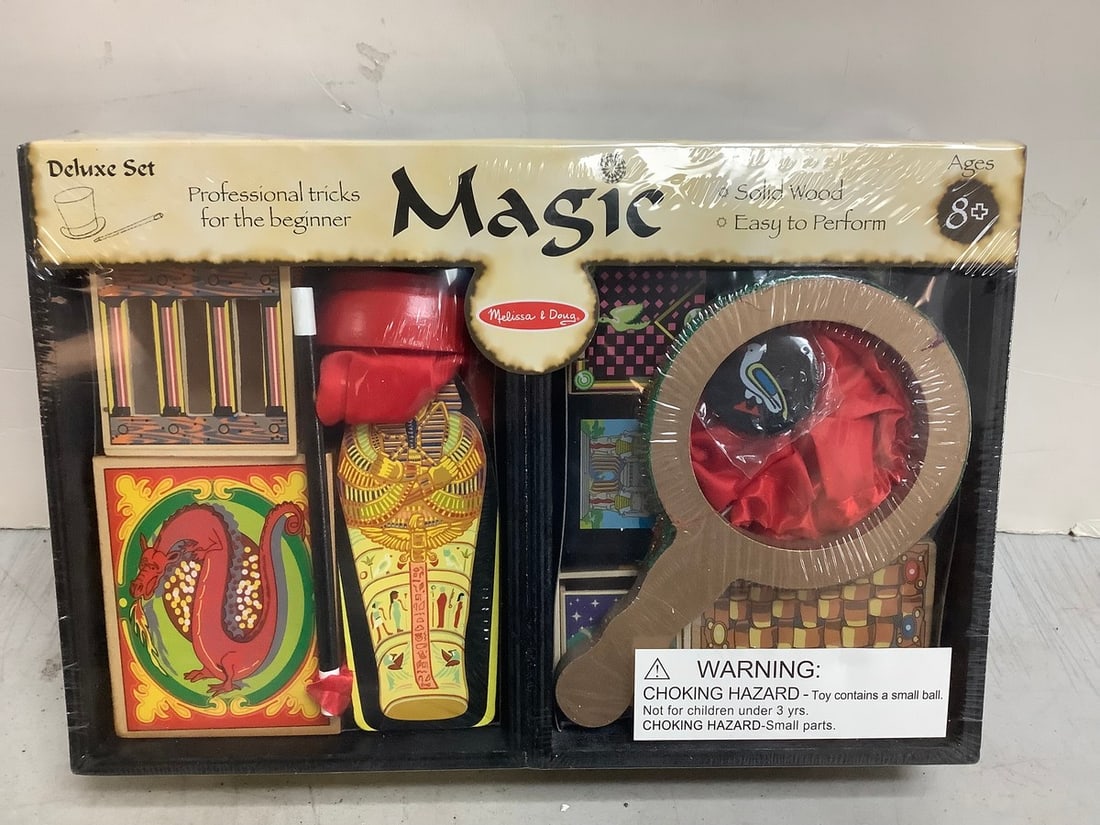 Deluxe Set
Professional tricks
for the beginner
Magic
Solid Wood
Easy to Perform
Ages
8+
Melissa & Doug
WARNING:
CHOKING HAZARD - Toy contains a small ball.
Not for children under 3 yrs.
CHOKING HAZARD-Small parts.